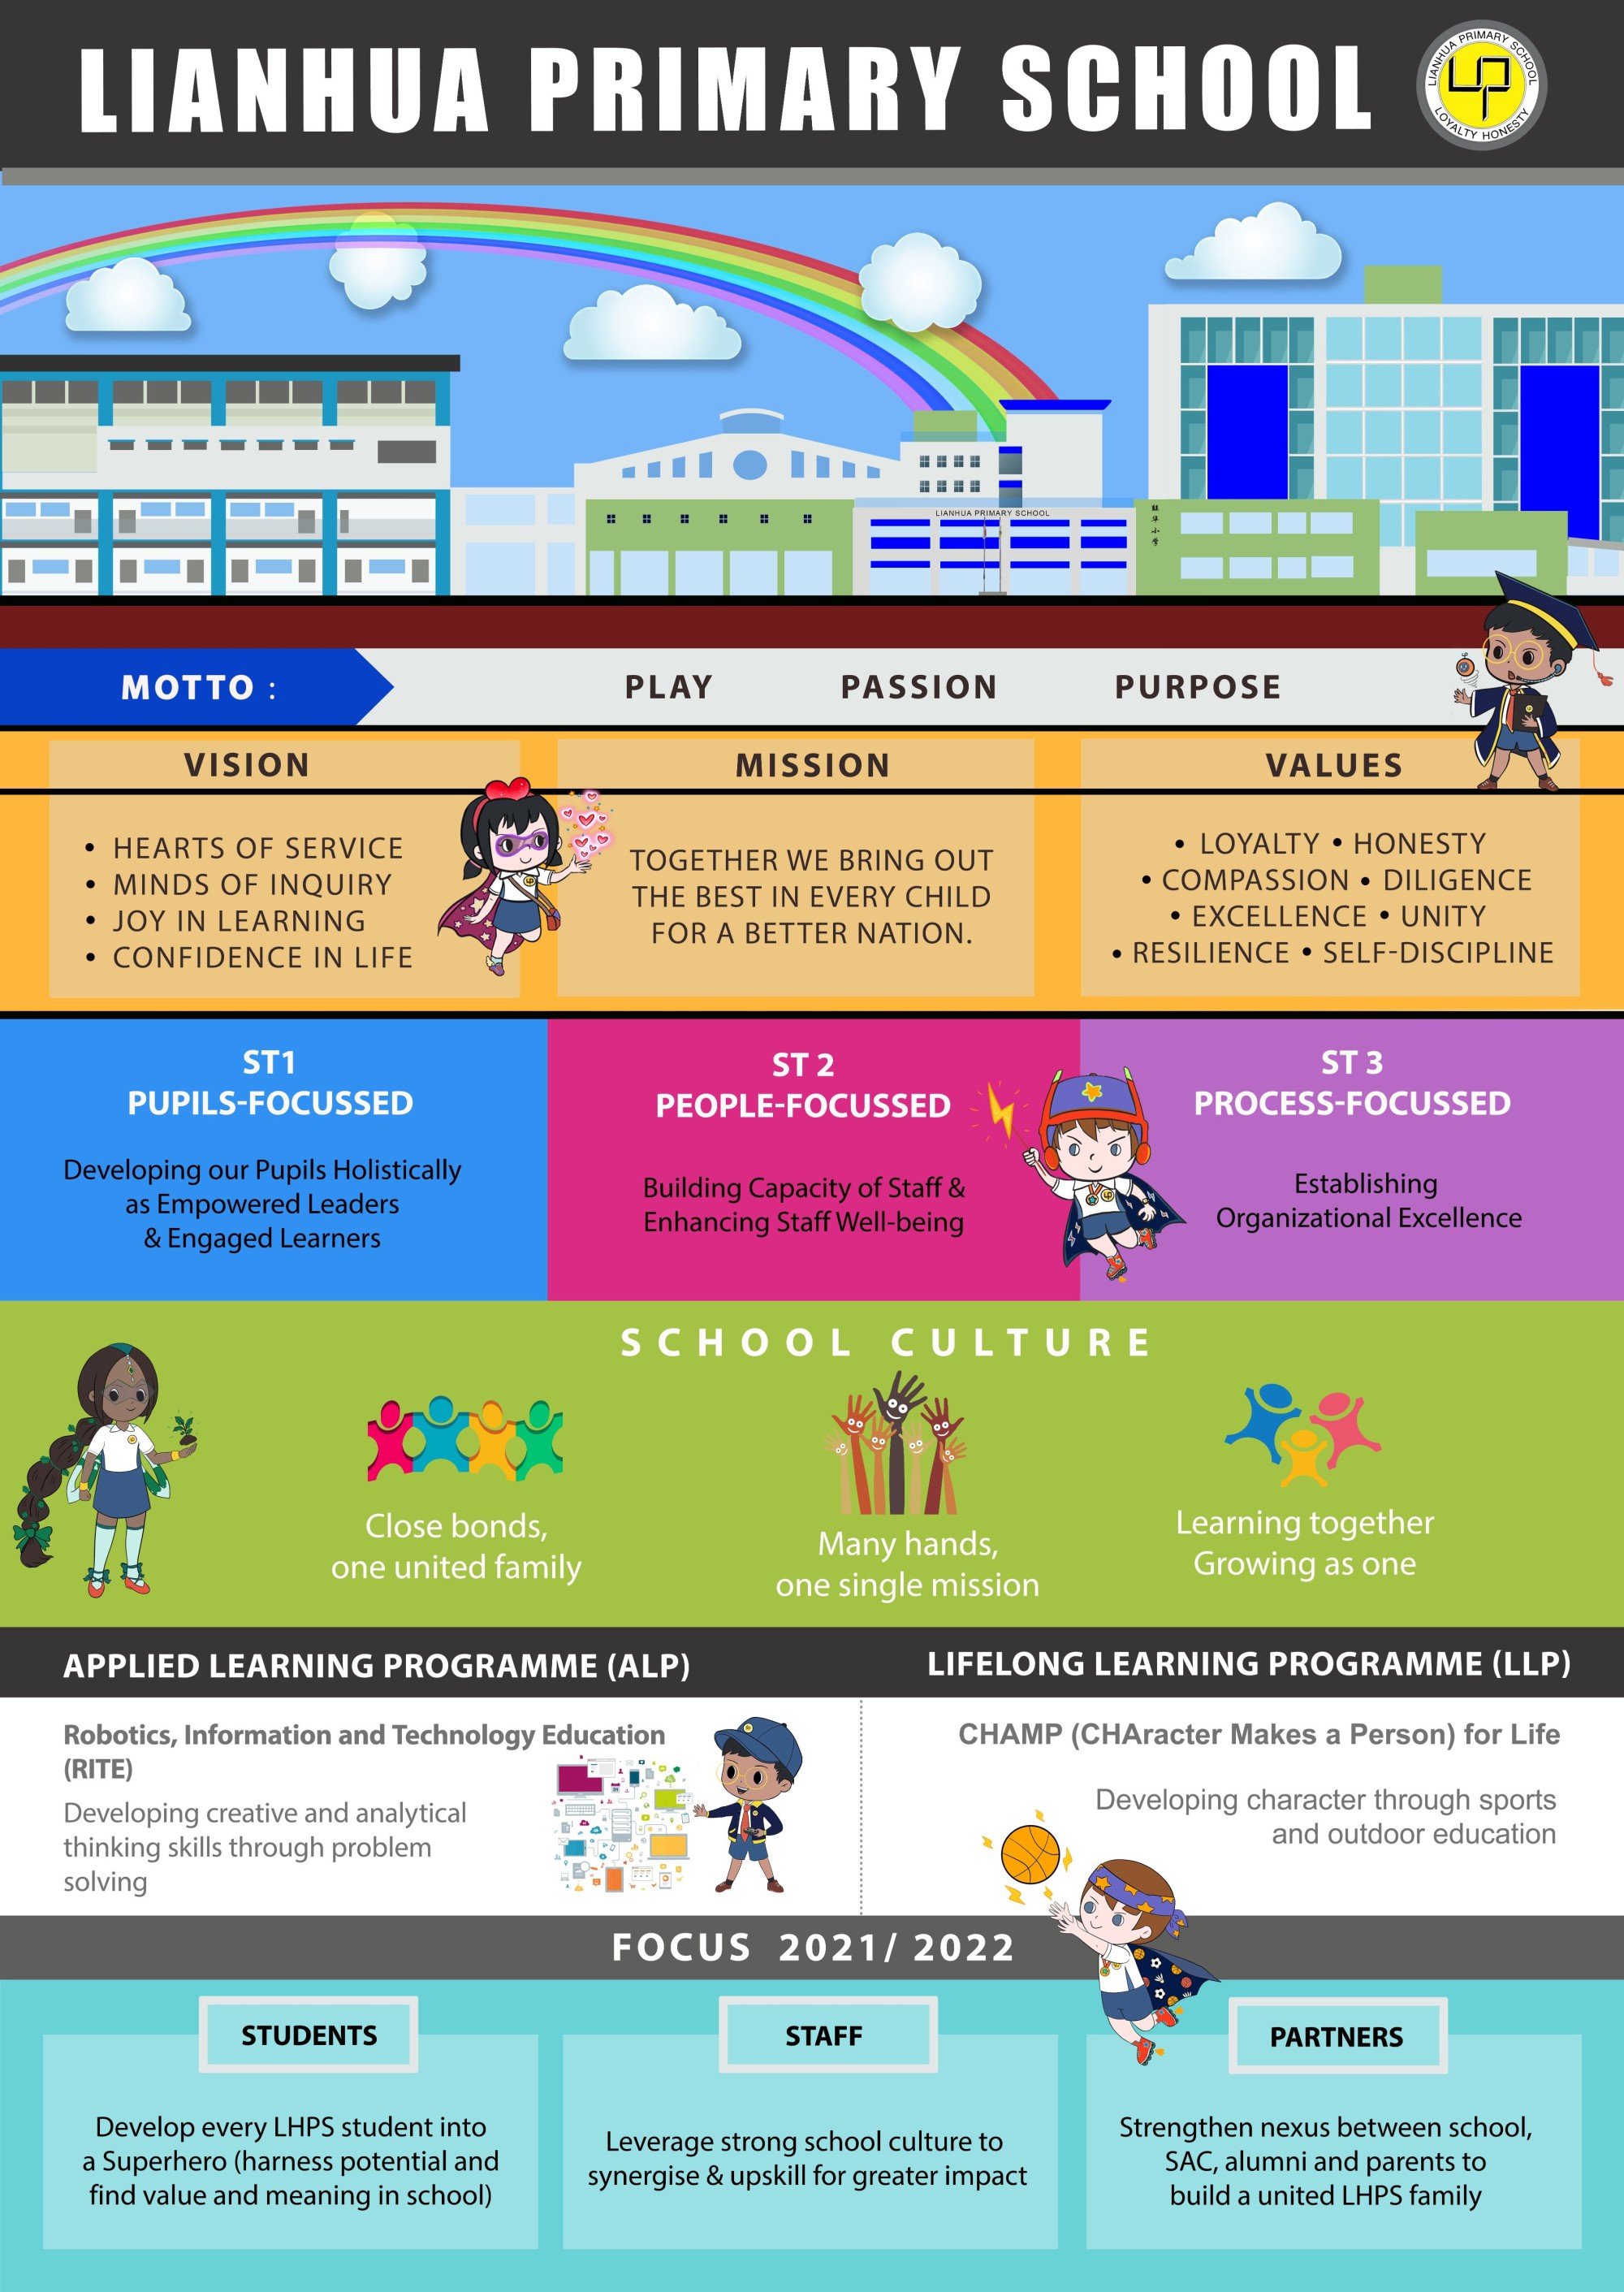 LIANHUA PRIMARY SCHOOL
LIANHUA PRIMARY SCHOOL
LP
LOYALTY HONESTY
LIANHUA PRIMARY SCHOOL
联
华
小
学
MOTTO : PLAY PASSION PURPOSE
VISION
• HEARTS OF SERVICE
• MINDS OF INQUIRY
• JOY IN LEARNING
• CONFIDENCE IN LIFE
MISSION
TOGETHER WE BRING OUT
THE BEST IN EVERY CHILD
FOR A BETTER NATION.
VALUES
• LOYALTY • HONESTY
• COMPASSION • DILIGENCE
• EXCELLENCE • UNITY
• RESILIENCE • SELF-DISCIPLINE
ST1
PUPILS-FOCUSSED
Developing our Pupils Holistically
as Empowered Leaders
& Engaged Learners
ST 2
PEOPLE-FOCUSSED
Building Capacity of Staff &
Enhancing Staff Well-being
ST 3
PROCESS-FOCUSSED
Establishing
Organizational Excellence
SCHOOL CULTURE
Close bonds,
one united family
Many hands,
one single mission
Learning together
Growing as one
APPLIED LEARNING PROGRAMME (ALP)
Robotics, Information and Technology Education
(RITE)
Developing creative and analytical
thinking skills through problem
solving
LIFELONG LEARNING PROGRAMME (LLP)
CHAMP (CHAracter Makes a Person) for Life
Developing character through sports
and outdoor education
FOCUS 2021/ 2022
STUDENTS
Develop every LHPS student into
a Superhero (harness potential and
find value and meaning in school)
STAFF
Leverage strong school culture to
synergise & upskill for greater impact
PARTNERS
Strengthen nexus between school,
SAC, alumni and parents to
build a united LHPS family